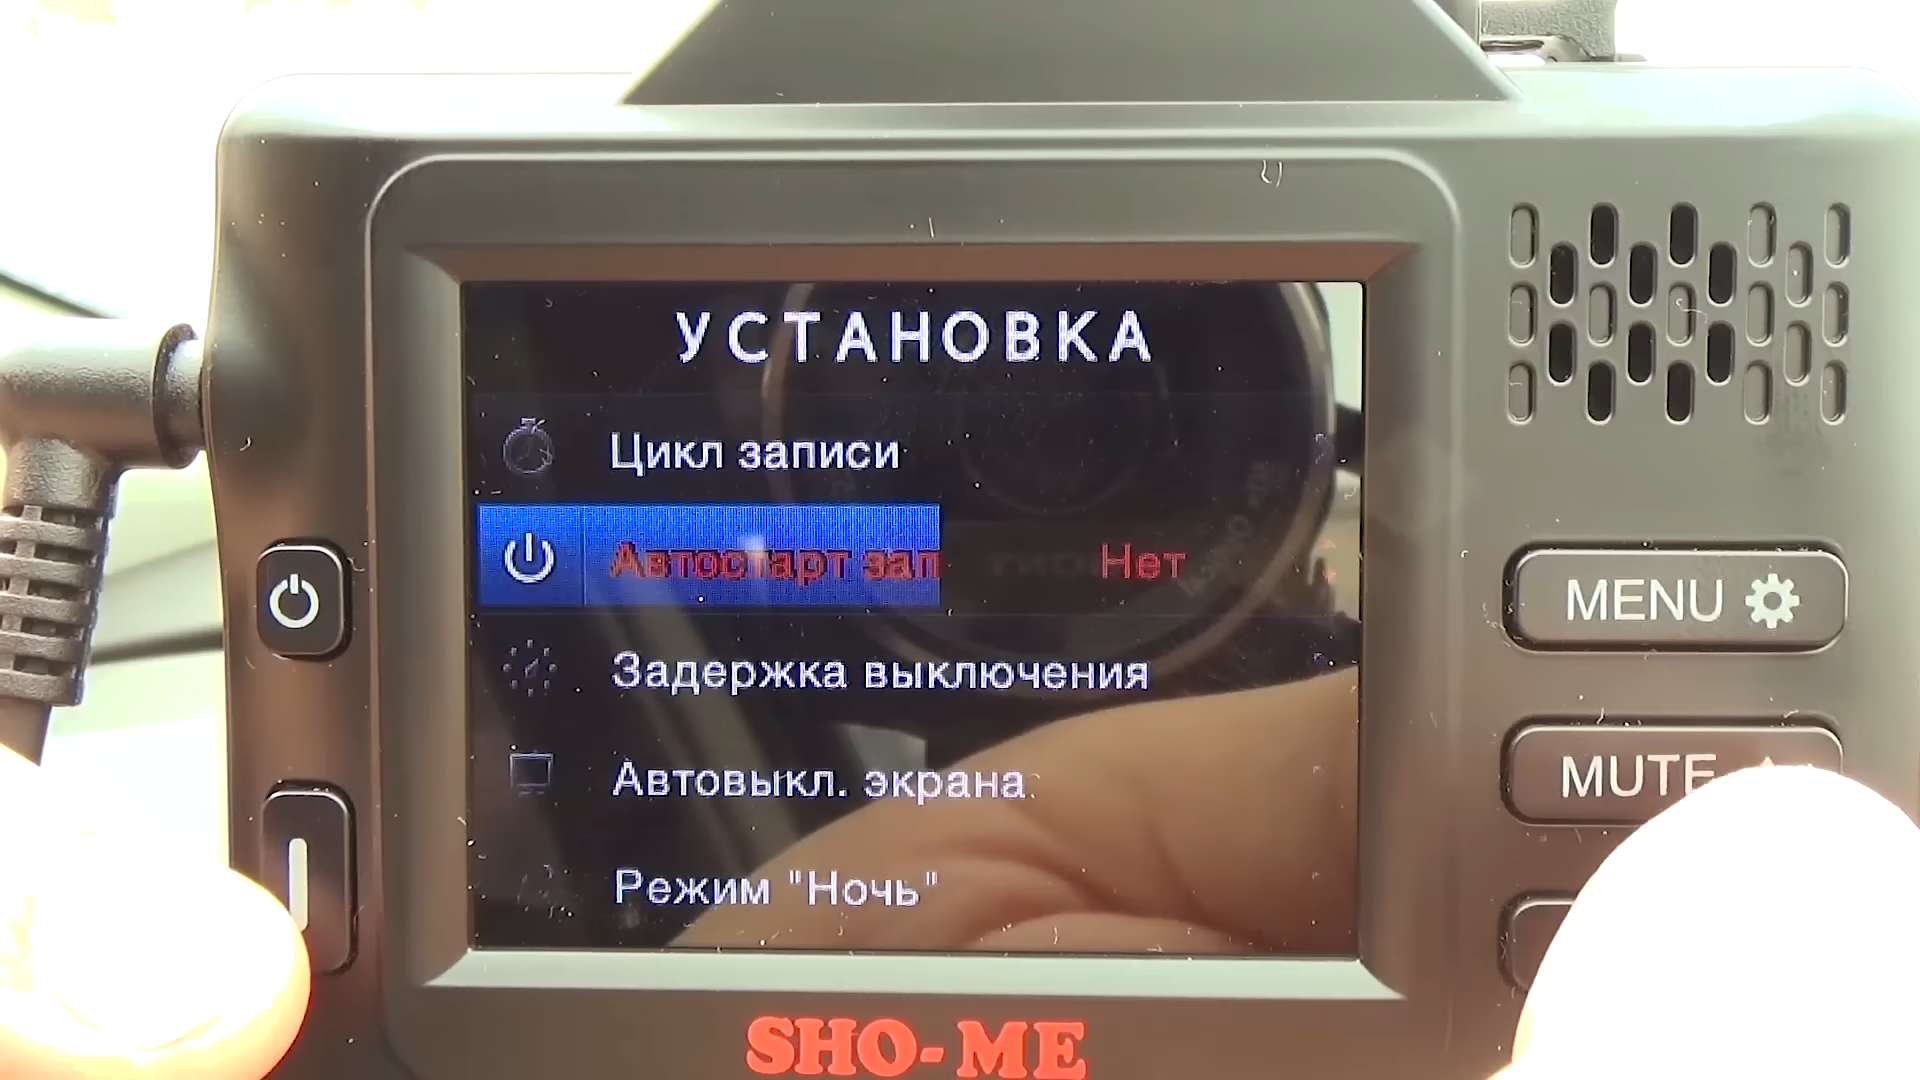 УСТАНОВКА
Цикл записи
Автостарт зап Нет
Задержка выключения
Автовыкл. экрана
Режим "Ночь"
MENU
MUTE
SHO-ME